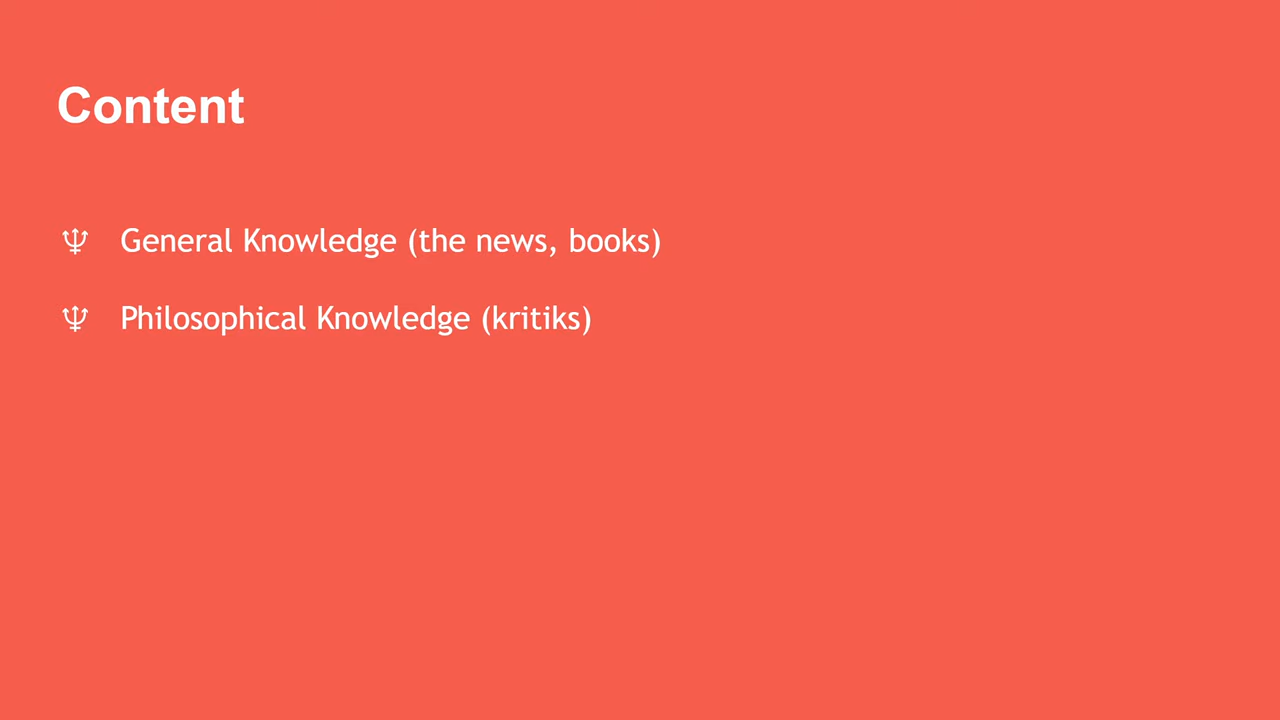 Content
♆ General Knowledge (the news, books)
♆ Philosophical Knowledge (kritiks)